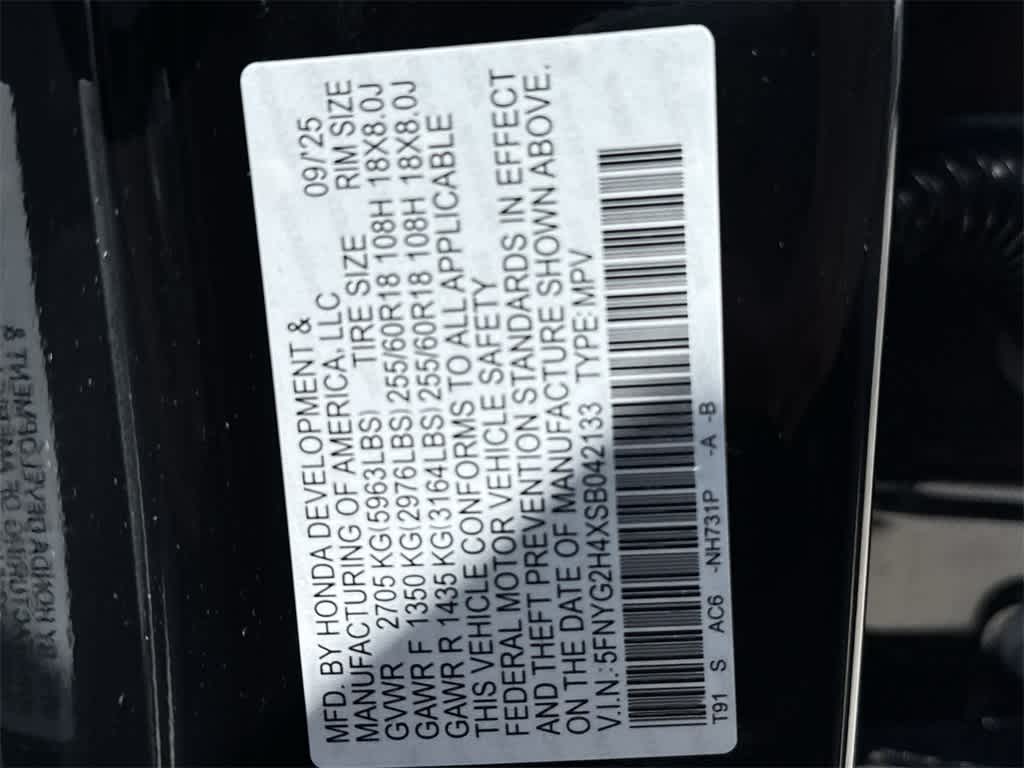 MFD. BY HONDA DEVELOPMENT &
MANUFACTURING OF AMERICA, LLC 09/'25
GVWR 2705 KG(5963LBS) TIRE SIZE RIM SIZE
GAWR F 1350 KG(2976LBS) 255/60R18 108H 18X8.0J
GAWR R 1435 KG(3164LBS) 255/60R18 108H 18X8.0J
THIS VEHICLE CONFORMS TO ALL APPLICABLE
FEDERAL MOTOR VEHICLE SAFETY
AND THEFT PREVENTION STANDARDS IN EFFECT
ON THE DATE OF MANUFACTURE SHOWN ABOVE.
V.I.N.:5FNYG2H4XSB042133 TYPE:MPV
T91 S AC6 -NH731P -A -B
BY HONDA DEVELOPMENT &